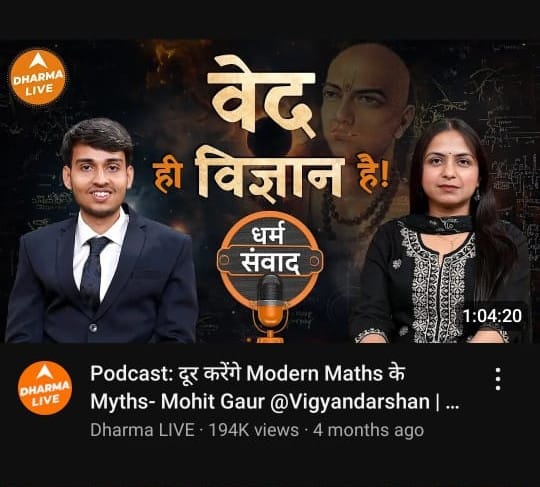 DHARMA
LIVE
वेद
ही विज्ञान है!
धर्म
संवाद
1:04:20
DHARMA
LIVE
Podcast: दूर करेंगे Modern Maths के
Myths- Mohit Gaur @Vigyandarshan | ...
Dharma LIVE · 194K views · 4 months ago